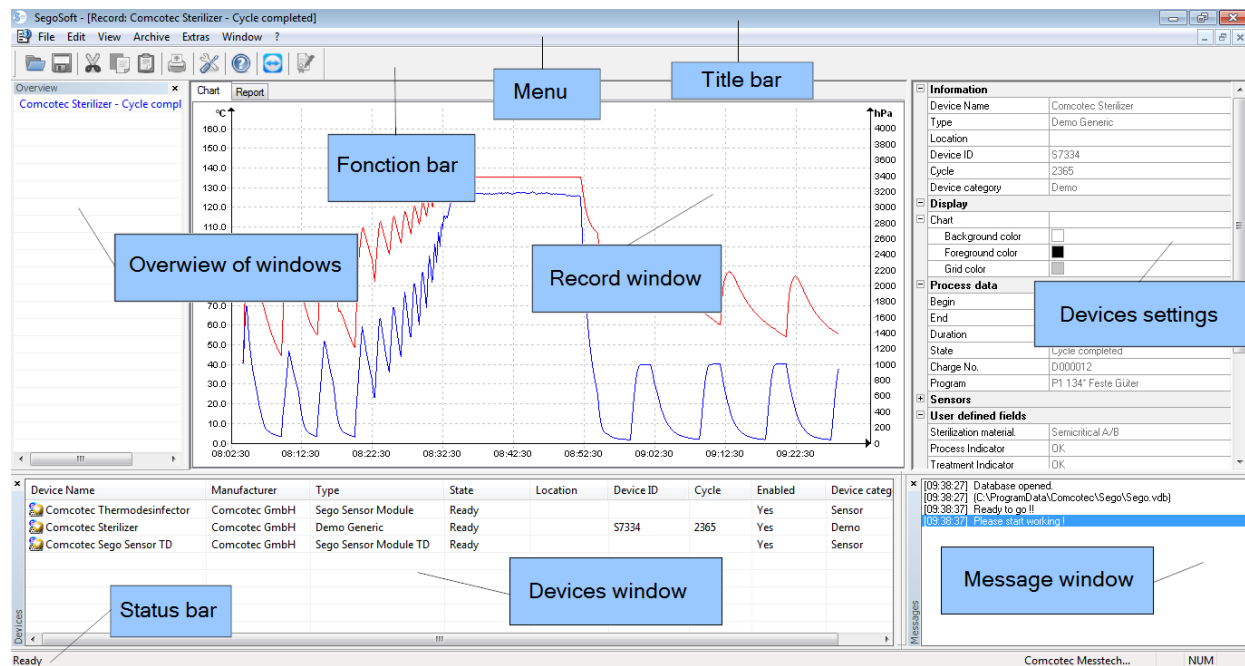 SegoSoft - [Record: Comcotec Sterilizer - Cycle completed]
File Edit View Archive Extras Window ?
Title bar
Menu
Fonction bar
Overview
Comcotec Sterilizer - Cycle compl
Overwiew of windows
Chart Report
°C
160.0
150.0
140.0
130.0
120.0
110.0
70.0
60.0
50.0
40.0
30.0
20.0
10.0
0.0
hPa
4000
3800
3600
3400
3200
3000
2800
2600
2400
2200
2000
1800
1600
1400
1200
1000
800
600
400
200
0
08:02:30 08:12:30 08:22:30 08:32:30 08:42:30 08:52:30 09:02:30 09:12:30 09:22:30
Record window
Information
Device Name Comcotec Sterilizer
Type Demo Generic
Location
Device ID S7334
Cycle 2365
Device category Demo
Display
Chart
Background color
Foreground color
Grid color
Process data
Begin
End
Duration
State Cycle completed
Charge No. D000012
Program P1 134° Feste Güter
Sensors
User defined fields
Sterilization material. Semicritical A/B
Process Indicator OK
Treatment Indicator OK
Devices settings
Device Name Manufacturer Type State Location Device ID Cycle Enabled Device categ
Comcotec Thermodesinfector Comcotec GmbH Sego Sensor Module Ready Yes Sensor
Comcotec Sterilizer Comcotec GmbH Demo Generic Ready S7334 2365 Yes Demo
Comcotec Sego Sensor TD Comcotec GmbH Sego Sensor Module TD Ready Yes Sensor
Devices window
Devices
Status bar
[09:38:27] Database opened.
[09:38:27] (C:\ProgramData\Comcotec\Sego\Sego.vdb)
[09:38:37] Ready to go !!
[09:38:37] Please start working !
Message window
Messages
Ready
Comcotec Messtech... NUM